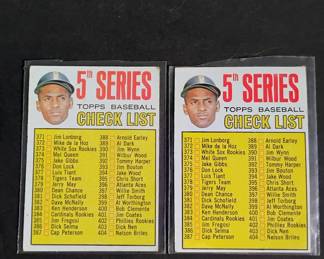 5th SERIES
TOPPS BASEBALL
CHECK LIST
371 Jim Lonborg 388 Arnold Earley
372 Mike de la Hoz 389 Al Dark
373 White Sox Rookies 390 Jim Wynn
374 Mel Queen 391 Wilbur Wood
375 Jake Gibbs 392 Tommy Harper
376 Don Lock 393 Jim Bouton
377 Luis Tiant 394 Jake Wood
378 Tigers Team 395 Chris Short
379 Jerry May 396 Atlanta Team
380 Dean Chance 397 Willie Smith
381 Dick Schofield 398 Jeff Torborg
382 Dave McNally 399
383 Ken Henderson 400 Bob Clemente
384 Cardinals Rookies 401 Jim Coates
385 Jim Fregosi 402 Phillies Rookies
386 Dick Selma 403 Dick Nen
387 Cap Peterson 404 Nelson Briles
5th SERIES
TOPPS BASEBALL
CHECK LIST
371 Jim Lonborg 388 Arnold Earley
372 Mike de la Hoz 389 Al Dark
373 White Sox Rookies 390 Jim Wynn
374 Mel Queen 391 Wilbur Wood
375 Jake Gibbs 392 Tommy Harper
376 Don Lock 393 Jim Bouton
377 Luis Tiant 394 Jake Wood
378 Tigers Team 395 Chris Short
379 Jerry May 396 Atlanta Team
380 Dean Chance 397 Willie Smith
381 Dick Schofield 398 Jeff Torborg
382 Dave McNally 399
383 Ken Henderson 400 Bob Clemente
384 Cardinals Rookies 401 Jim Coates
385 Jim Fregosi 402 Phillies Rookies
386 Dick Selma 403 Dick Nen
387 Cap Peterson 404 Nelson Briles